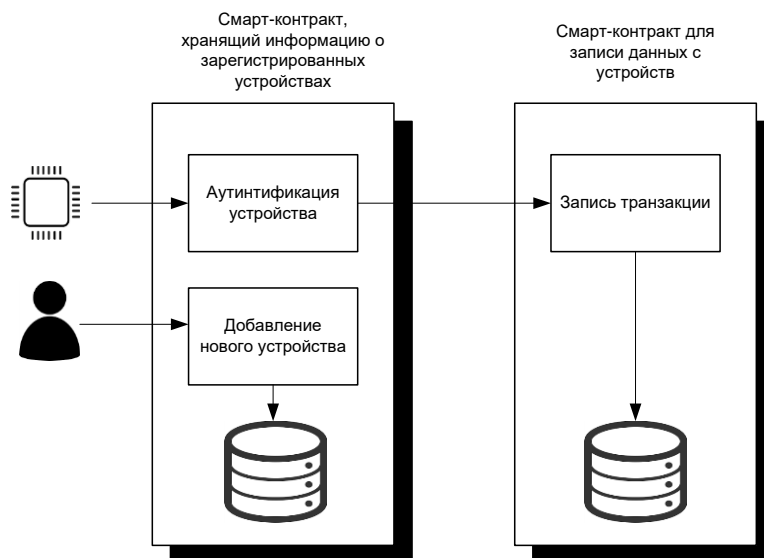 Смарт-контракт,
хранящий информацию о
зарегистрированных
устройствах
Смарт-контракт для
записи данных с
устройств
Аутинтификация
устройства
Запись транзакции
Добавление
нового устройства